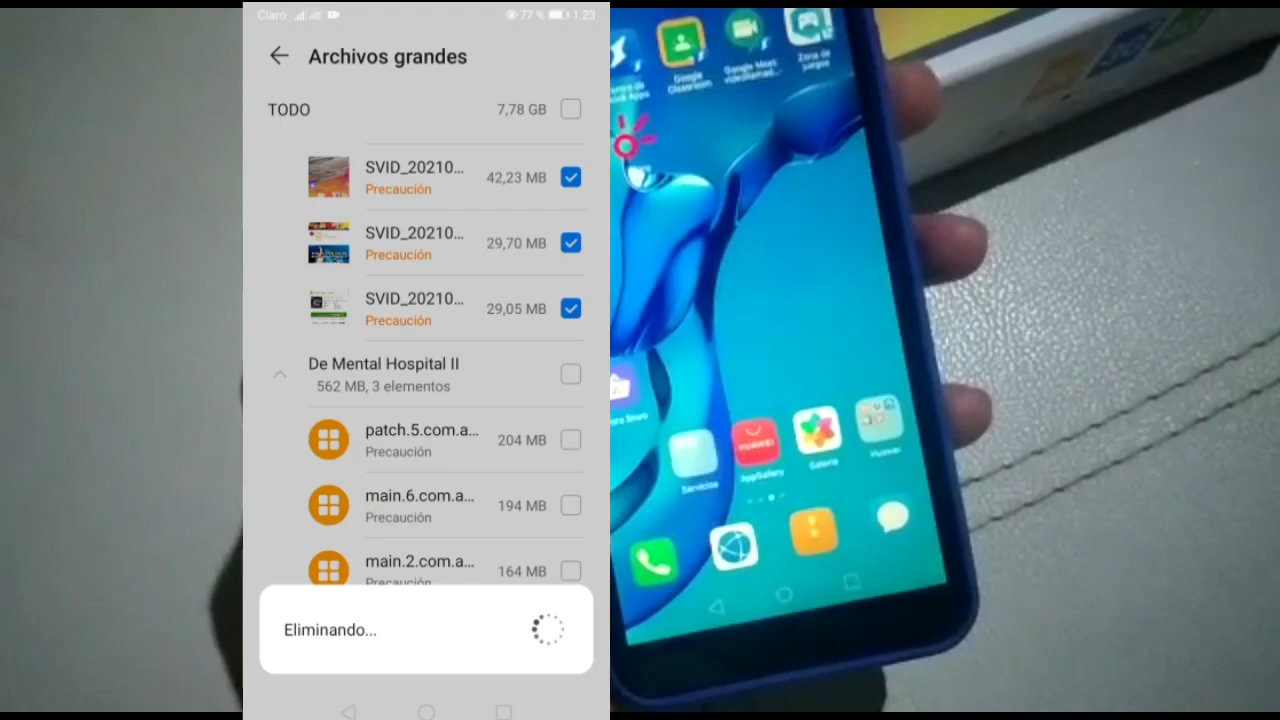 Claro
77 %
1:23
Archivos grandes
TODO
7,78 GB
SVID_20210...
42,23 MB
Precaución
SVID_20210...
29,70 MB
Precaución
SVID_20210...
29,05 MB
Precaución
De Mental Hospital II
562 MB, 3 elementos
patch.5.com.a...
204 MB
Precaución
main.6.com.a...
194 MB
Precaución
main.2.com.a...
164 MB
Precaución
Eliminando...
Google
Classroom
Google Meet
Zona de
juegos
Servicios
HUAWEI
AppGallery
Galería
Huawei